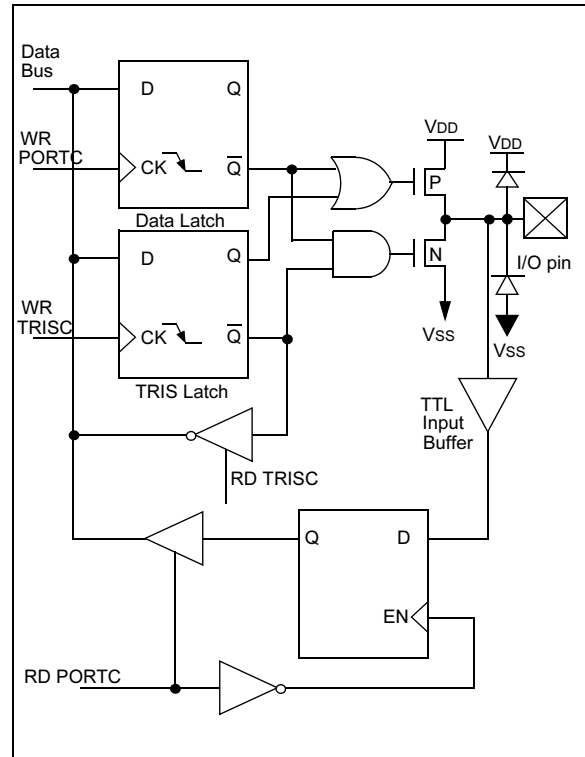 Data
Bus
D
Q
WR
PORTC
CK
Q
Data Latch
VDD
P
VDD
N
I/O pin
VSS
VSS
D
Q
WR
TRISC
CK
Q
TRIS Latch
TTL
Input
Buffer
RD TRISC
Q
D
EN
RD PORTC